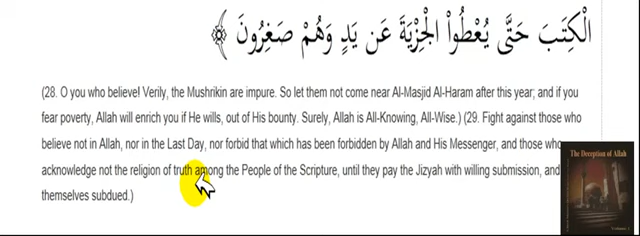 الْكِتَبَ حَتَّى يُعْطُوا۟ الْجِزْيَةَ عَن يَدٍ وَهُمْ صَغِرُونَ ﴾
(28. O you who believe! Verily, the Mushrikin are impure. So let them not come near Al-Masjid Al-Haram after this year; and if you
fear poverty, Allah will enrich you if He wills, out of His bounty. Surely, Allah is All-Knowing, All-Wise.) (29. Fight against those who
believe not in Allah, nor in the Last Day, nor forbid that which has been forbidden by Allah and His Messenger, and those who
acknowledge not the religion of truth among the People of the Scripture, until they pay the Jizyah with willing submission, and
themselves subdued.)
The Deception of Allah